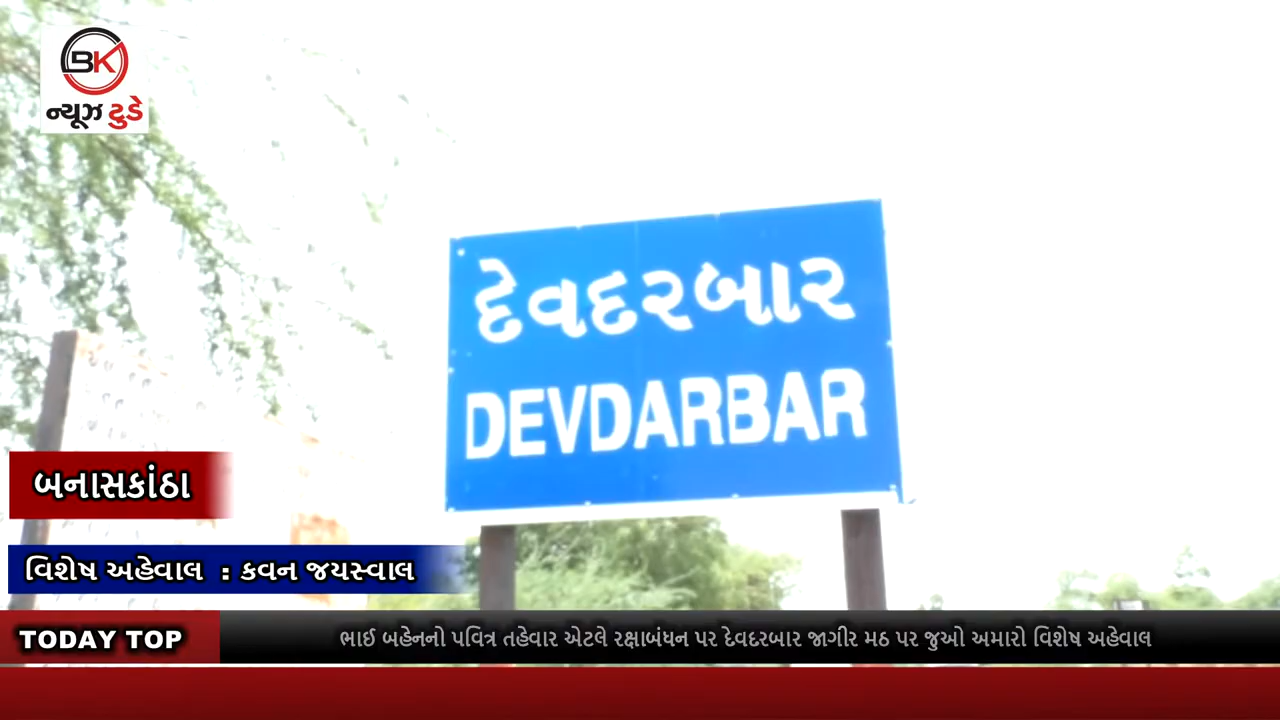 BK
ન્યૂઝ ટુડે
દેવદરબાર
DEVDARBAR
બનાસકાંઠા
વિશેષ અહેવાલ : કવન જયસ્વાલ
TODAY TOP
ભાઈ બહેનનો પવિત્ર તહેવાર એટલે રક્ષાબંધન પર દેવદરબાર જાગીર મઠ પર જુઓ અમારો વિશેષ અહેવાલ